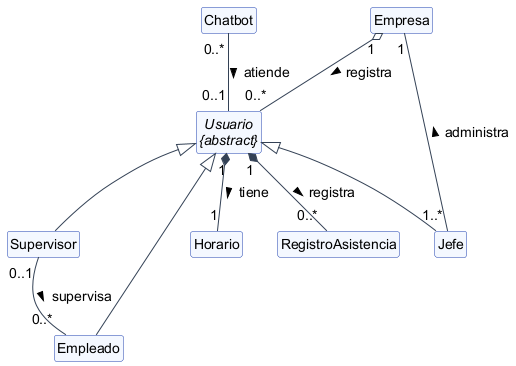 Chatbot
Empresa
0..*
1
1
atiende
registra
administra
0..1
0..*
Usuario
{abstract}
1
1
tiene
registra
1
0..*
1..*
Supervisor
Horario
RegistroAsistencia
Jefe
0..1
supervisa
0..*
Empleado